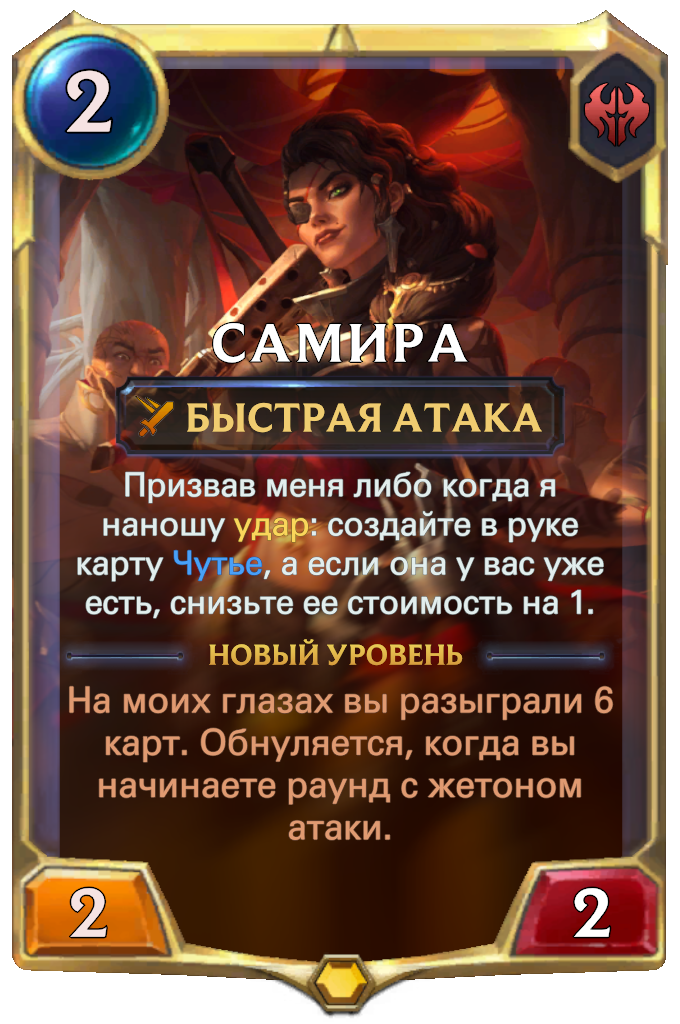 2
САМИРА
БЫСТРАЯ АТАКА
Призвав меня либо когда я
наношу удар: создайте в руке
карту Чутье, а если она у вас уже
есть, снизьте ее стоимость на 1.
НОВЫЙ УРОВЕНЬ
На моих глазах вы разыграли 6
карт. Обнуляется, когда вы
начинаете раунд с жетоном
атаки.
2
2